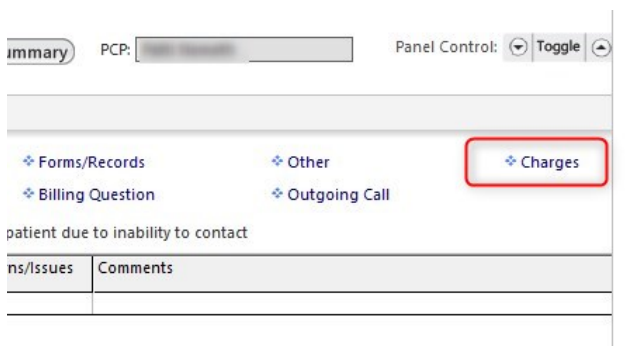 ummary PCP: Panel Control: Toggle
Forms/Records Other Charges
Billing Question Outgoing Call
patient due to inability to contact
ns/Issues Comments